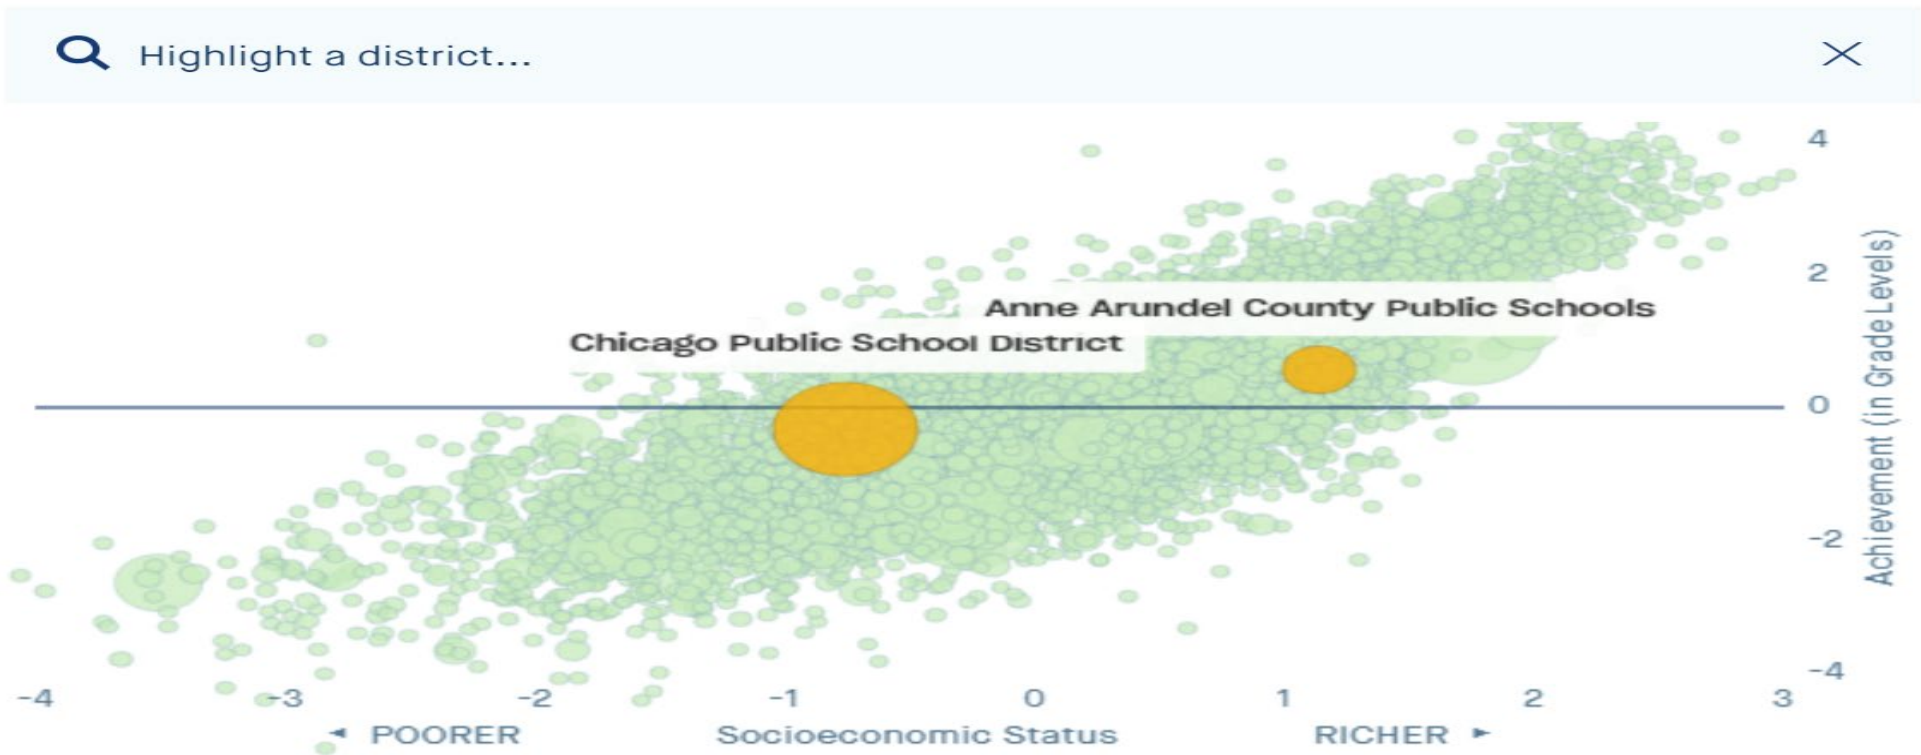 Highlight a district...
4
2
Anne Arundel County Public Schools
Chicago Public School District
0
-2
-4
Achievement (in Grade Levels)
-4 -3 -2 -1 0 1 2 3
◄ POORER Socioeconomic Status RICHER ►